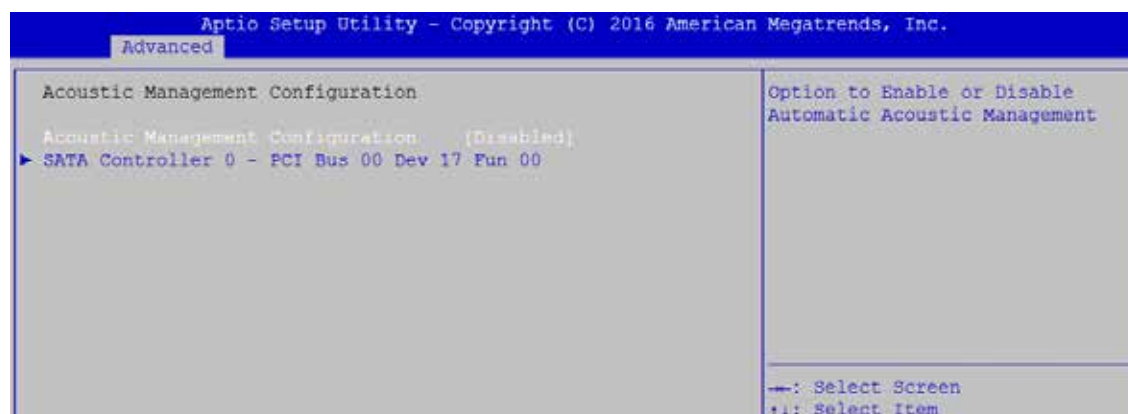 Aptio Setup Utility - Copyright (C) 2016 American Megatrends, Inc.
Advanced
Acoustic Management Configuration
Acoustic Management Configuration [Disabled]
► SATA Controller 0 - PCI Bus 00 Dev 17 Fun 00
Option to Enable or Disable
Automatic Acoustic Management
→←: Select Screen
↑↓: Select Item